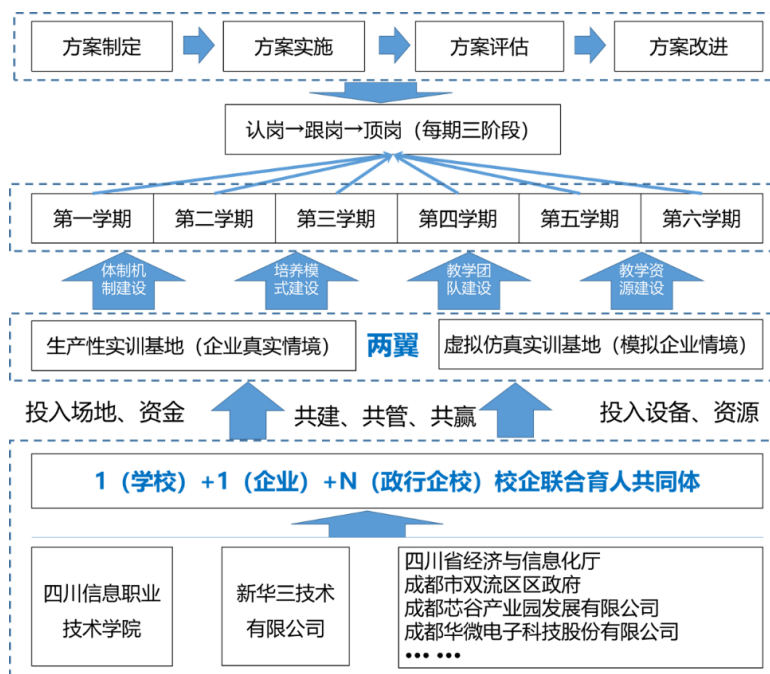 方案制定
方案实施
方案评估
方案改进
认岗→跟岗→顶岗（每期三阶段）
第一学期
第二学期
第三学期
第四学期
第五学期
第六学期
体制机
制建设
培养模
式建设
教学团
队建设
教学资
源建设
生产性实训基地（企业真实情境）
两翼
虚拟仿真实训基地（模拟企业情境）
投入场地、资金
共建、共管、共赢
投入设备、资源
1（学校）+1（企业）+N（政行企校）校企联合育人共同体
四川信息职业
技术学院
新华三技术
有限公司
四川省经济与信息化厅
成都市双流区区政府
成都芯谷产业园发展有限公司
成都华微电子科技股份有限公司
••• •••